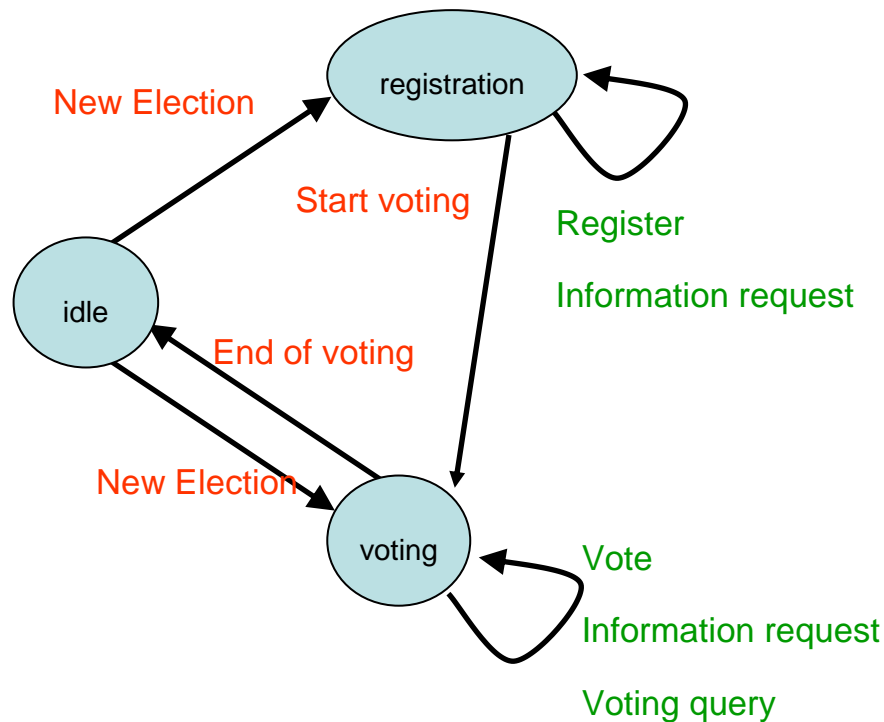 registration
New Election
Start voting
Register
Information request
idle
End of voting
New Election
voting
Vote
Information request
Voting query